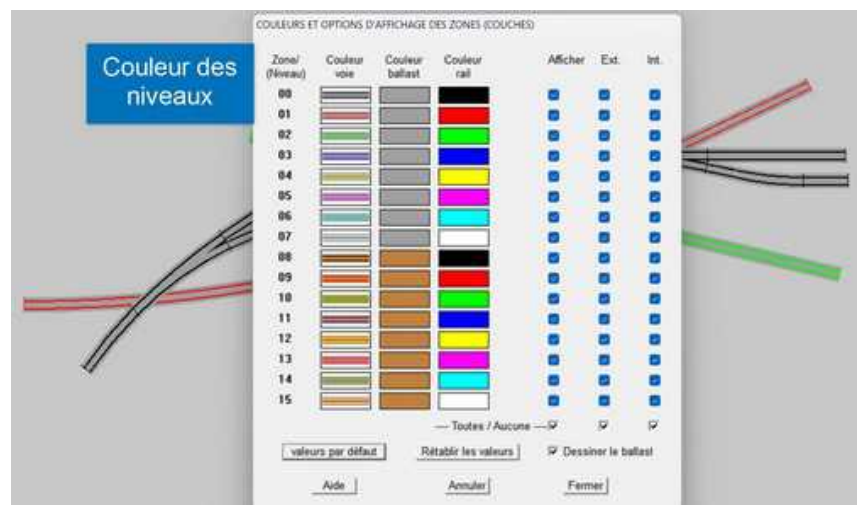 COULEURS ET OPTIONS D'AFFICHAGE DES ZONES (COUCHES)
Couleur des
niveaux
Zone/ Couleur Couleur Couleur Afficher Ext. Int.
(Niveau) voie ballast rail
00
01
02
03
04
05
06
07
08
09
10
11
12
13
14
15
---- Toutes / Aucune ----
valeurs par défaut Rétablir les valeurs Dessiner le ballast
Aide Annuler Fermer